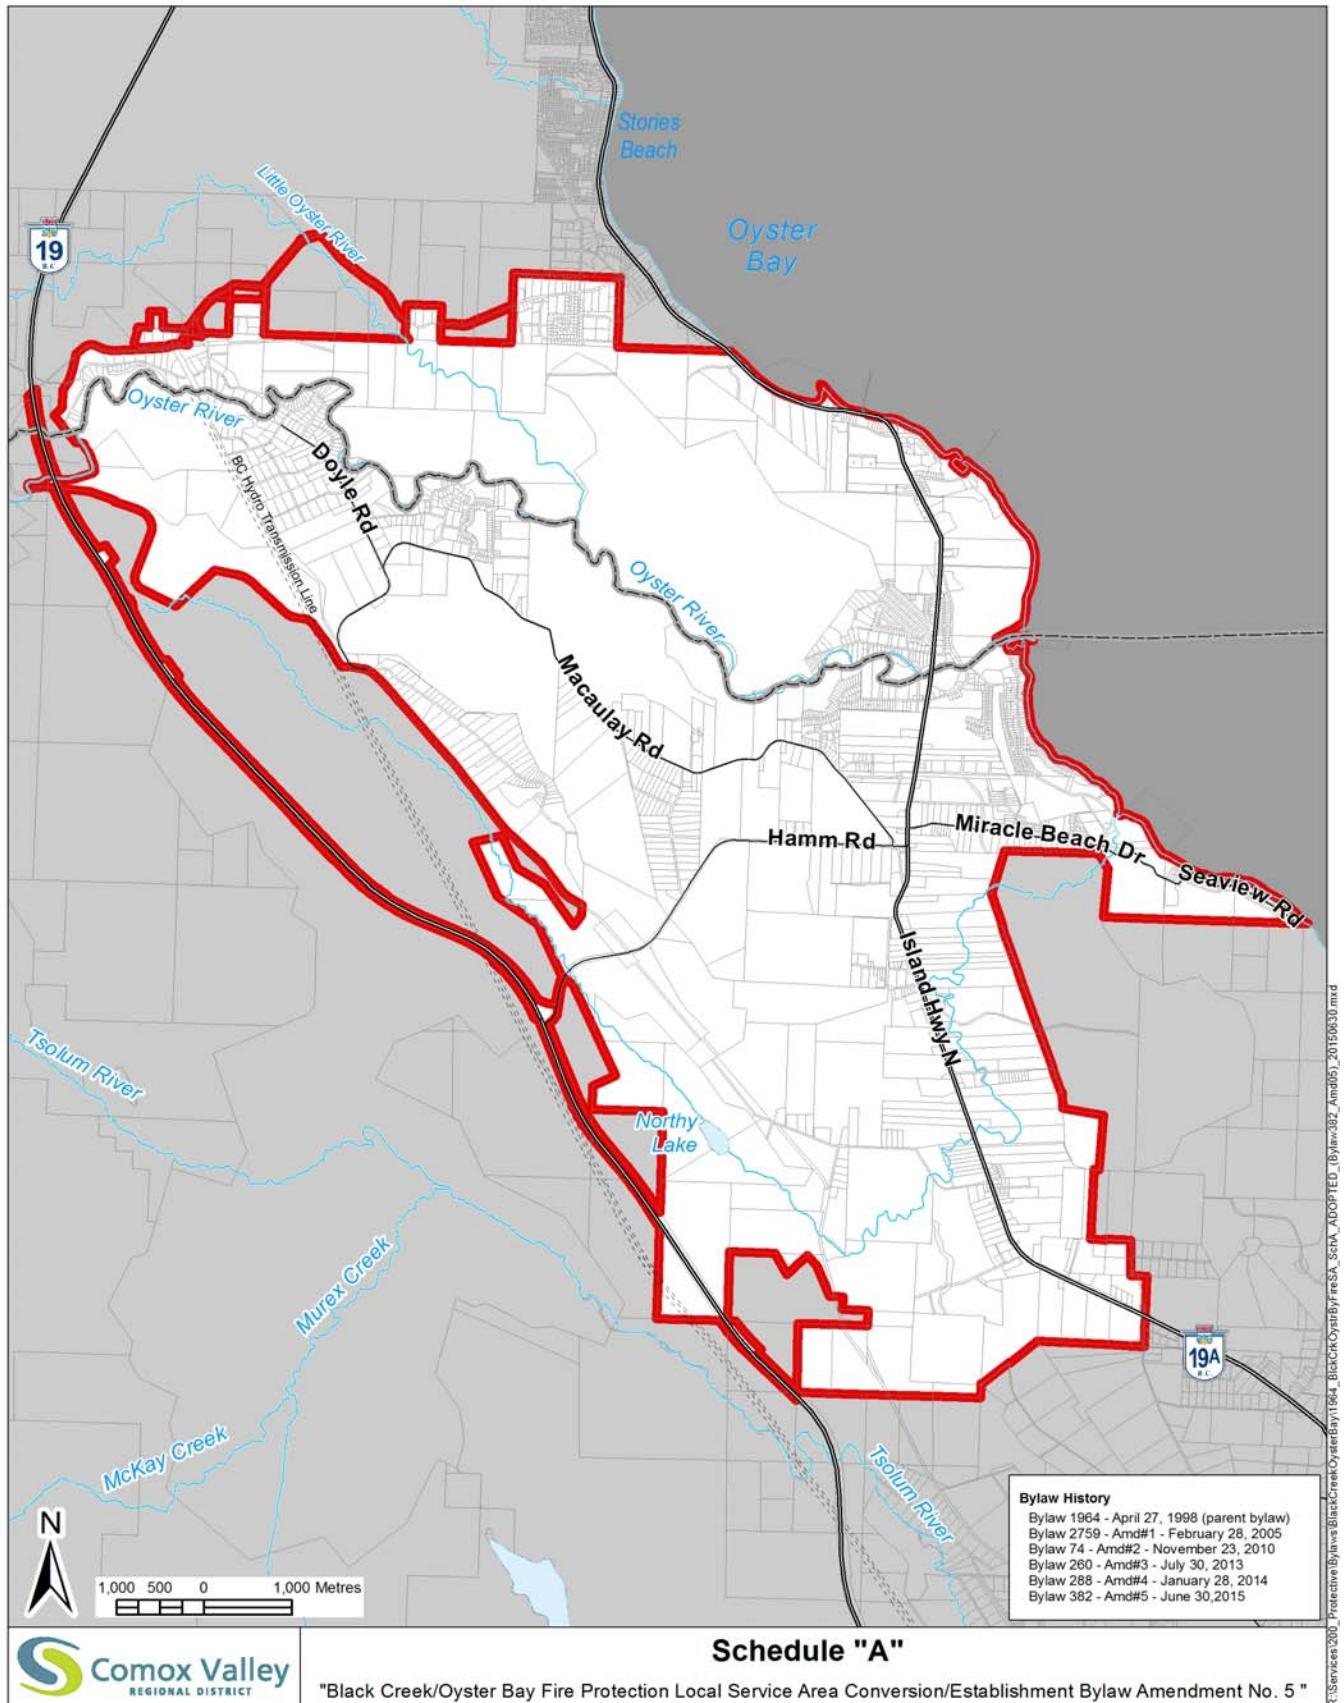 Stories
Beach
Little Oyster River
Oyster
Bay
19
B.C.
Oyster River
Doyle Rd
BC Hydro Transmission Line
Oyster River
Macaulay Rd
Hamm Rd
Miracle Beach Dr
Seaview Rd
Island Hwy N
Tsolum River
Northy
Lake
Murex Creek
19A
B.C.
McKay Creek
Tsolum River
Bylaw History
Bylaw 1964 - April 27, 1998 (parent bylaw)
Bylaw 2759 - Amd#1 - February 28, 2005
Bylaw 74 - Amd#2 - November 23, 2010
Bylaw 260 - Amd#3 - July 30, 2013
Bylaw 288 - Amd#4 - January 28, 2014
Bylaw 382 - Amd#5 - June 30,2015
N
1,000 500 0 1,000 Metres
Comox Valley
REGIONAL DISTRICT
Schedule "A"
"Black Creek/Oyster Bay Fire Protection Local Service Area Conversion/Establishment Bylaw Amendment No. 5 "